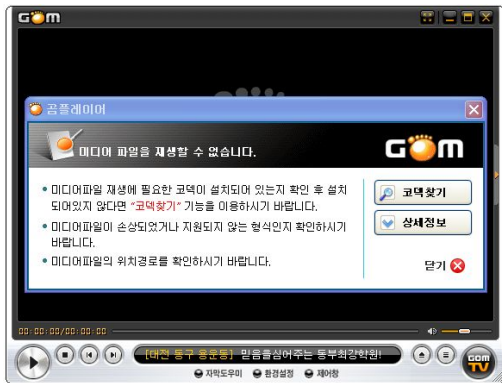 GOM
곰플레이어
미디어 파일을 재생할 수 없습니다.
GOM
• 미디어파일 재생에 필요한 코덱이 설치되어 있는지 확인 후 설치
되어있지 않다면 "코덱찾기" 기능을 이용하시기 바랍니다.
• 미디어파일이 손상되었거나 지원되지 않는 형식인지 확인하시기
바랍니다.
• 미디어파일의 위치경로를 확인하시기 바랍니다.
코덱찾기
상세정보
닫기
00:00:00/00:00:00
[대전 동구 용운동] 믿음을심어주는 동부최강학원!
자막도우미 환경설정 제어창
GOM TV